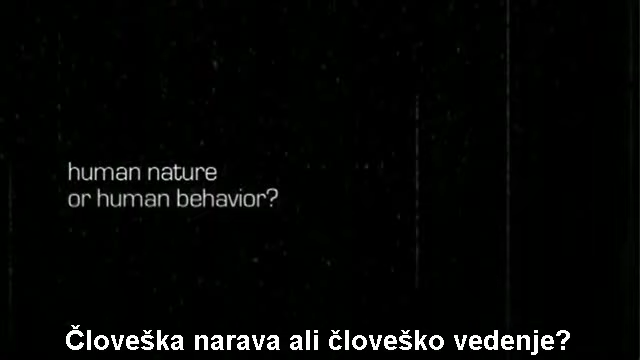 human nature
or human behavior?
Človeška narava ali človeško vedenje?